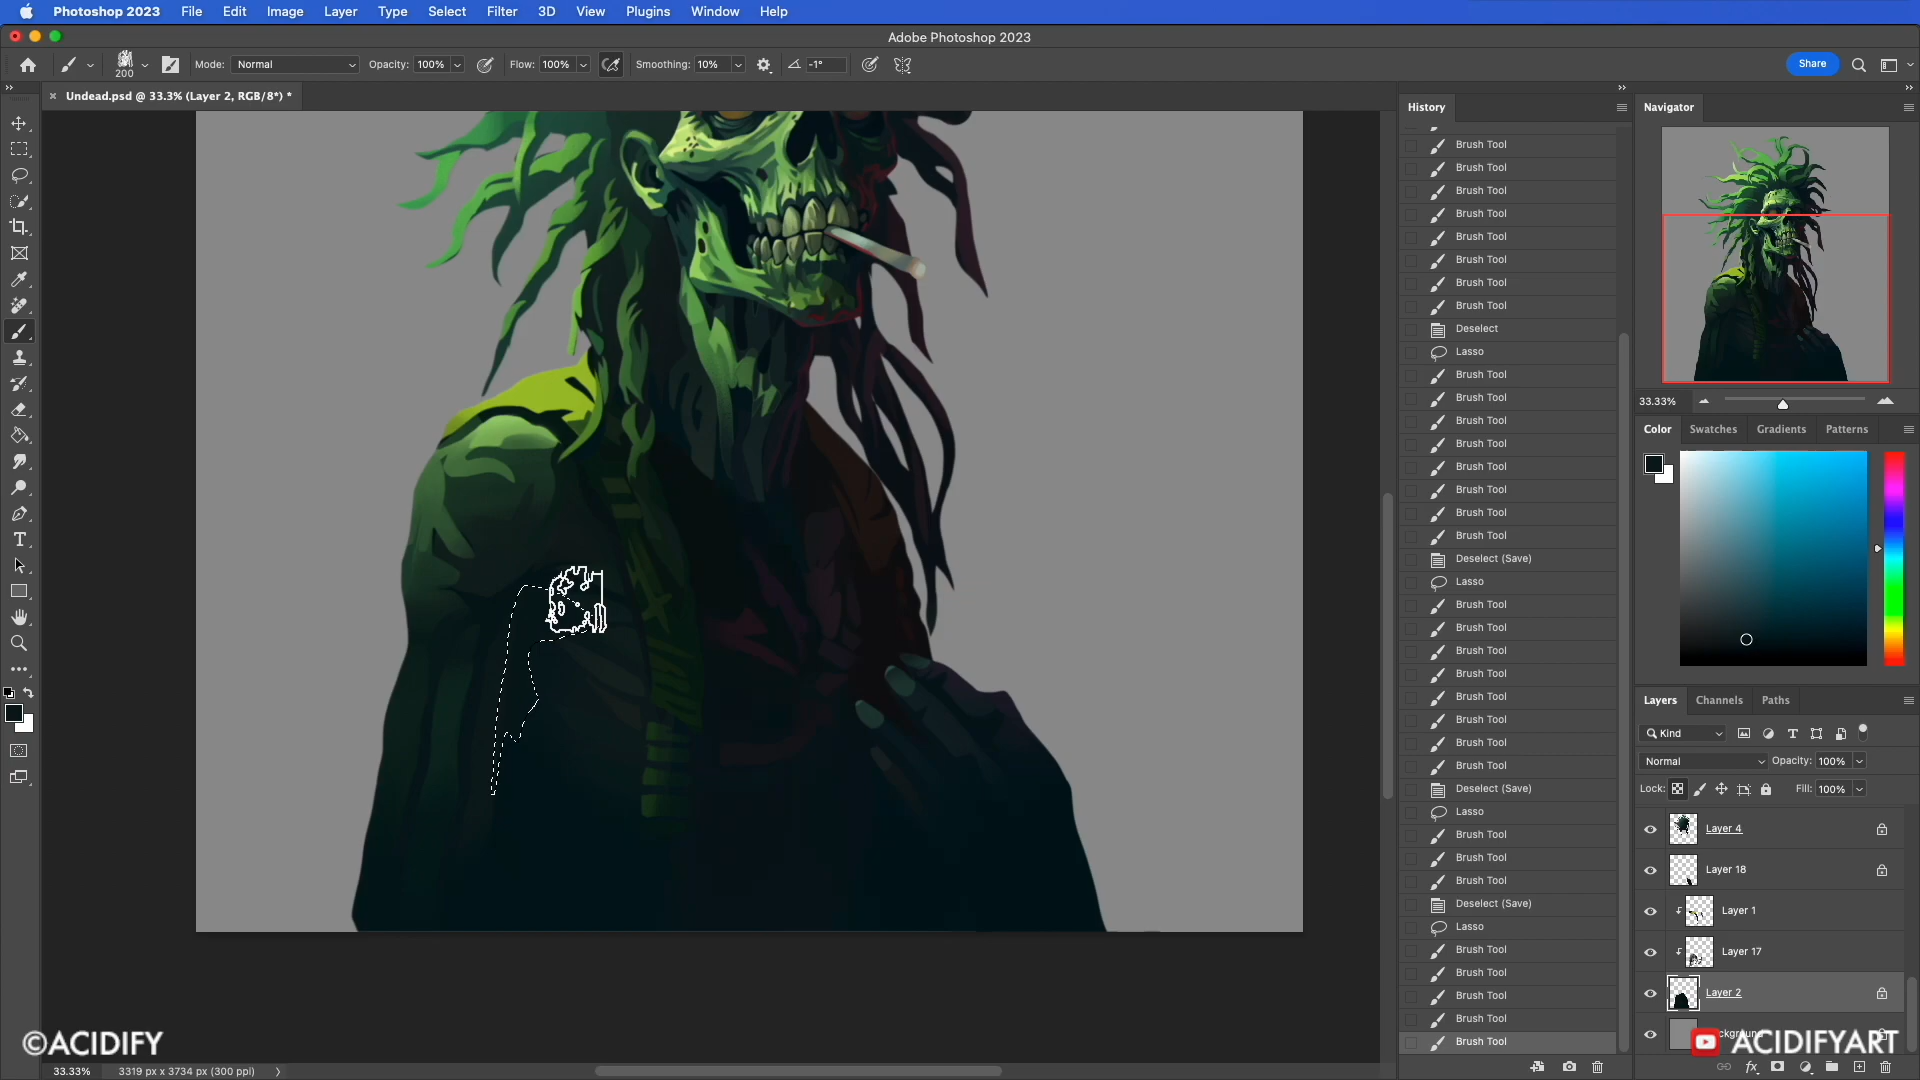 Photoshop 2023 File Edit Image Layer Type Select Filter 3D View Plugins Window Help
Adobe Photoshop 2023
200 Mode: Normal Opacity: 100% Flow: 100% Smoothing: 10% -1° Share
Undead.psd @ 33.3% (Layer 2, RGB/8*) *
History
Brush Tool
Brush Tool
Brush Tool
Brush Tool
Brush Tool
Brush Tool
Brush Tool
Brush Tool
Deselect
Lasso
Brush Tool
Brush Tool
Brush Tool
Brush Tool
Brush Tool
Brush Tool
Brush Tool
Brush Tool
Deselect (Save)
Lasso
Brush Tool
Brush Tool
Brush Tool
Brush Tool
Brush Tool
Brush Tool
Brush Tool
Brush Tool
Deselect (Save)
Lasso
Brush Tool
Brush Tool
Brush Tool
Deselect (Save)
Lasso
Brush Tool
Brush Tool
Brush Tool
Brush Tool
Brush Tool
Navigator
33.33%
Color Swatches Gradients Patterns
Layers Channels Paths
Kind
Normal Opacity: 100%
Lock: Fill: 100%
Layer 4
Layer 18
Layer 1
Layer 17
Layer 2
©ACIDIFY
ACIDIFYART
33.33% 3319 px x 3734 px (300 ppi)